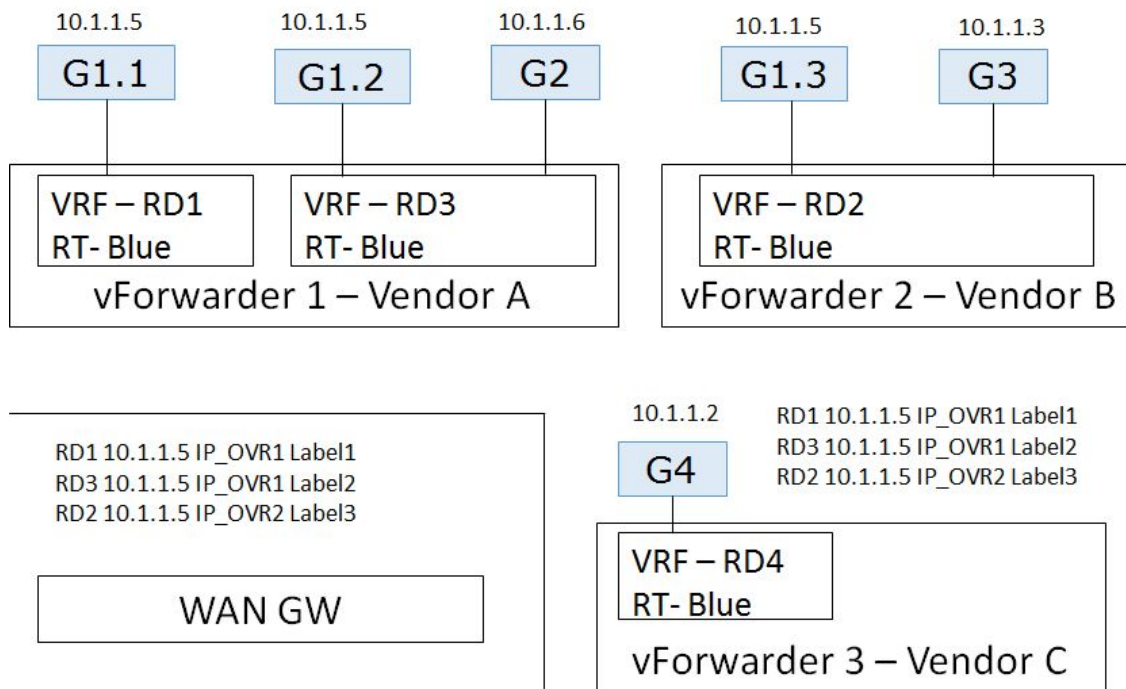 10.1.1.5
10.1.1.5
10.1.1.6
10.1.1.5
10.1.1.3
G1.1
G1.2
G2
G1.3
G3
VRF – RD1
RT- Blue
VRF – RD3
RT- Blue
VRF – RD2
RT- Blue
vForwarder 1 – Vendor A
vForwarder 2 – Vendor B
RD1 10.1.1.5 IP_OVR1 Label1
RD3 10.1.1.5 IP_OVR1 Label2
RD2 10.1.1.5 IP_OVR2 Label3
WAN GW
10.1.1.2
G4
RD1 10.1.1.5 IP_OVR1 Label1
RD3 10.1.1.5 IP_OVR1 Label2
RD2 10.1.1.5 IP_OVR2 Label3
VRF – RD4
RT- Blue
vForwarder 3 – Vendor C